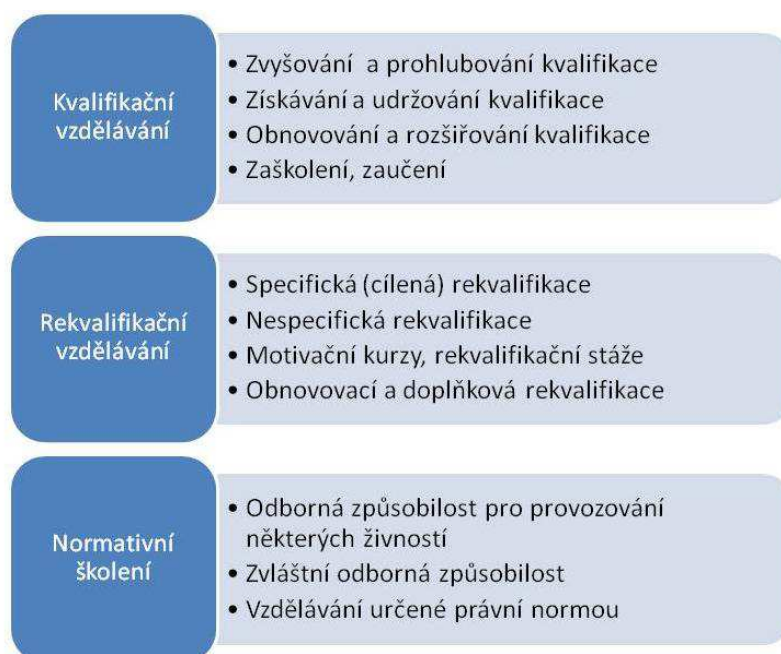 Kvalifikační
vzdělávání
• Zvyšování a prohlubování kvalifikace
• Získávání a udržování kvalifikace
• Obnovování a rozšiřování kvalifikace
• Zaškolení, zaučení
Rekvalifikační
vzdělávání
• Specifická (cílená) rekvalifikace
• Nespecifická rekvalifikace
• Motivační kurzy, rekvalifikační stáže
• Obnovovací a doplňková rekvalifikace
Normativní
školení
• Odborná způsobilost pro provozování
některých živností
• Zvláštní odborná způsobilost
• Vzdělávání určené právní normou